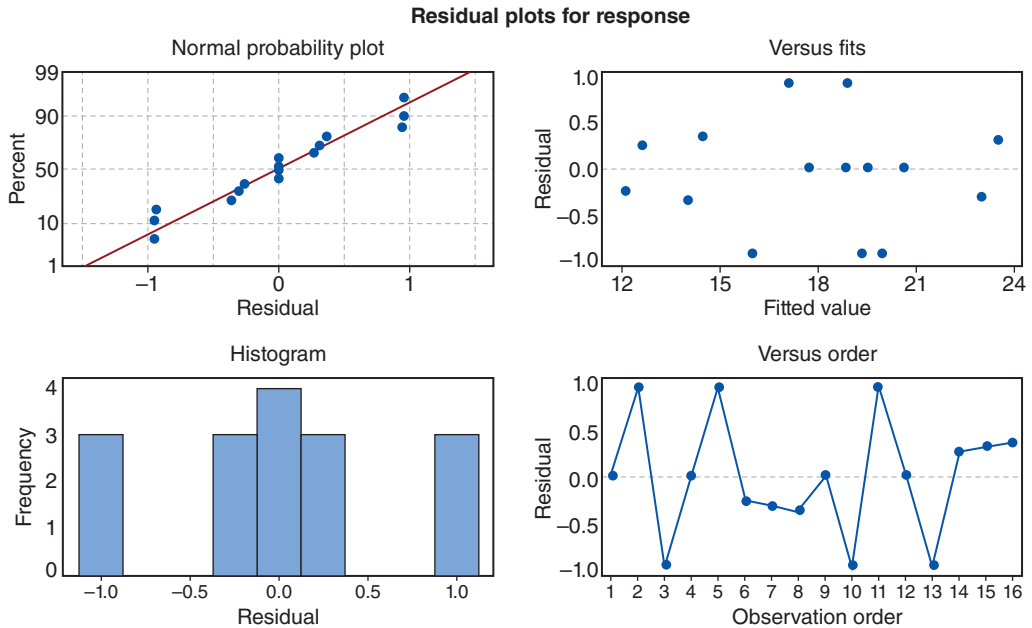 Residual plots for response
Normal probability plot
99
90
50
10
1
Percent
−1 0 1
Residual
Versus fits
1.0
0.5
0.0
−0.5
−1.0
Residual
12 15 18 21 24
Fitted value
Histogram
4
3
2
1
0
Frequency
−1.0 −0.5 0.0 0.5 1.0
Residual
Versus order
1.0
0.5
0.0
−0.5
−1.0
Residual
1 2 3 4 5 6 7 8 9 10 11 12 13 14 15 16
Observation order